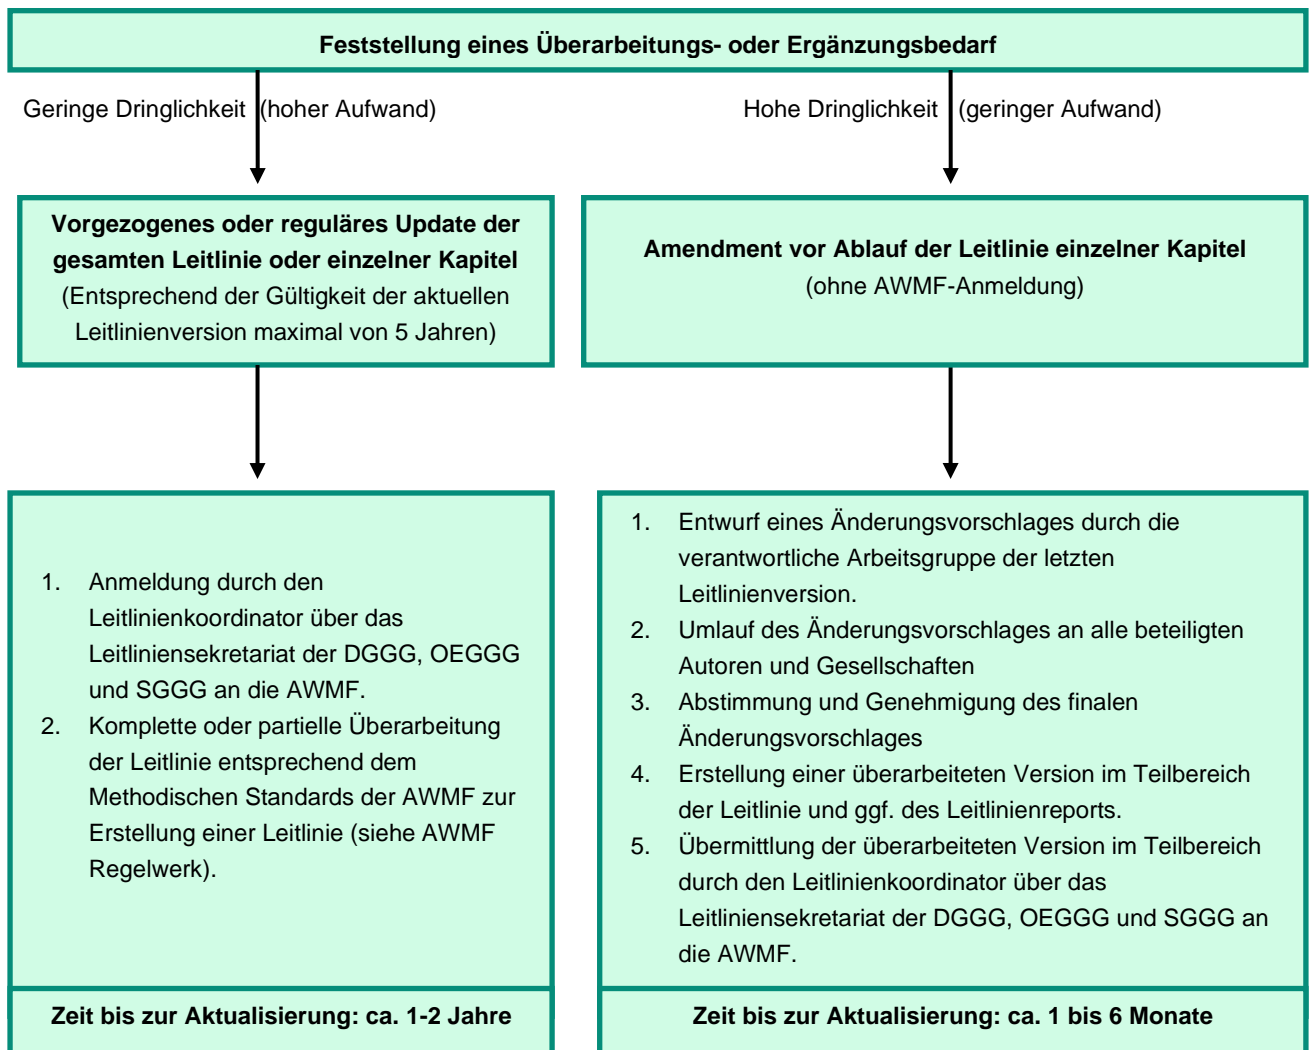 Feststellung eines Überarbeitungs- oder Ergänzungsbedarf
Geringe Dringlichkeit (hoher Aufwand)
Hohe Dringlichkeit (geringer Aufwand)
Vorgezogenes oder reguläres Update der
gesamten Leitlinie oder einzelner Kapitel
(Entsprechend der Gültigkeit der aktuellen
Leitlinienversion maximal von 5 Jahren)
Amendment vor Ablauf der Leitlinie einzelner Kapitel
(ohne AWMF-Anmeldung)
1. Anmeldung durch den
Leitlinienkoordinator über das
Leitliniensekretariat der DGGG, OEGGG
und SGGG an die AWMF.
2. Komplette oder partielle Überarbeitung
der Leitlinie entsprechend dem
Methodischen Standards der AWMF zur
Erstellung einer Leitlinie (siehe AWMF
Regelwerk).
Zeit bis zur Aktualisierung: ca. 1-2 Jahre
1. Entwurf eines Änderungsvorschlages durch die
verantwortliche Arbeitsgruppe der letzten
Leitlinienversion.
2. Umlauf des Änderungsvorschlages an alle beteiligten
Autoren und Gesellschaften
3. Abstimmung und Genehmigung des finalen
Änderungsvorschlages
4. Erstellung einer überarbeiteten Version im Teilbereich
der Leitlinie und ggf. des Leitlinienreports.
5. Übermittlung der überarbeiteten Version im Teilbereich
durch den Leitlinienkoordinator über das
Leitliniensekretariat der DGGG, OEGGG und SGGG an
die AWMF.
Zeit bis zur Aktualisierung: ca. 1 bis 6 Monate